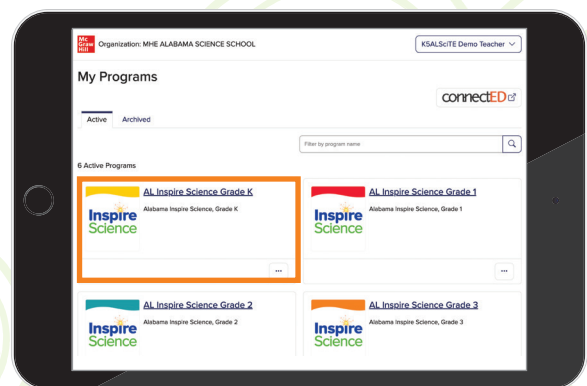 Mc
Graw
Hill
Organization: MHE ALABAMA SCIENCE SCHOOL
K5ALSciTE Demo Teacher
My Programs
connectED
Active Archived
Filter by program name
6 Active Programs
AL Inspire Science Grade K
Alabama Inspire Science, Grade K
Inspire
Science
...
AL Inspire Science Grade 1
Alabama Inspire Science, Grade 1
Inspire
Science
...
AL Inspire Science Grade 2
Alabama Inspire Science, Grade 2
Inspire
Science
AL Inspire Science Grade 3
Alabama Inspire Science, Grade 3
Inspire
Science